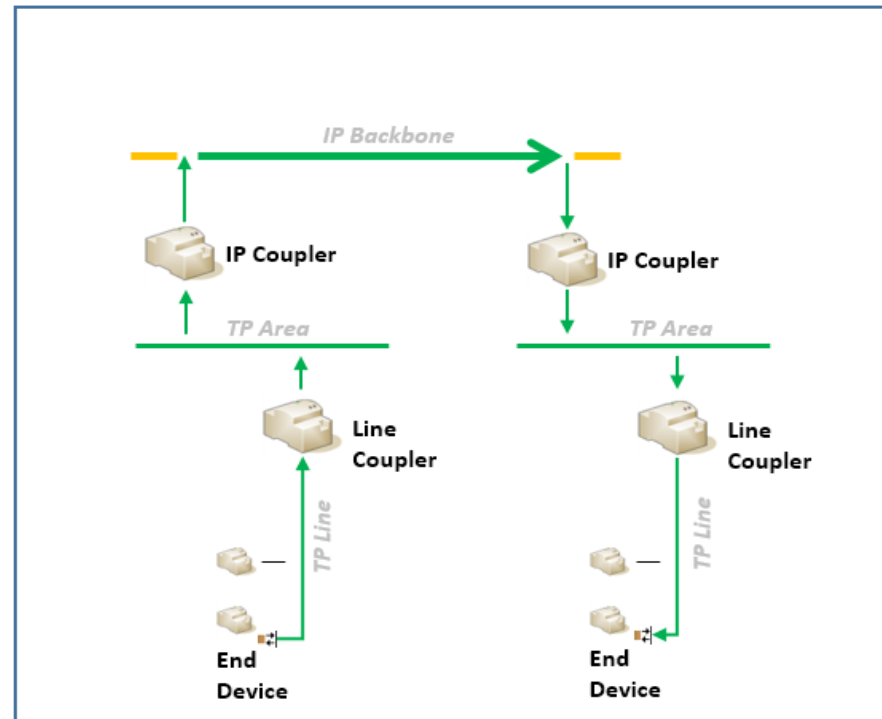 IP Backbone
IP Coupler
IP Coupler
TP Area
TP Area
Line
Coupler
Line
Coupler
TP Line
TP Line
End
Device
End
Device